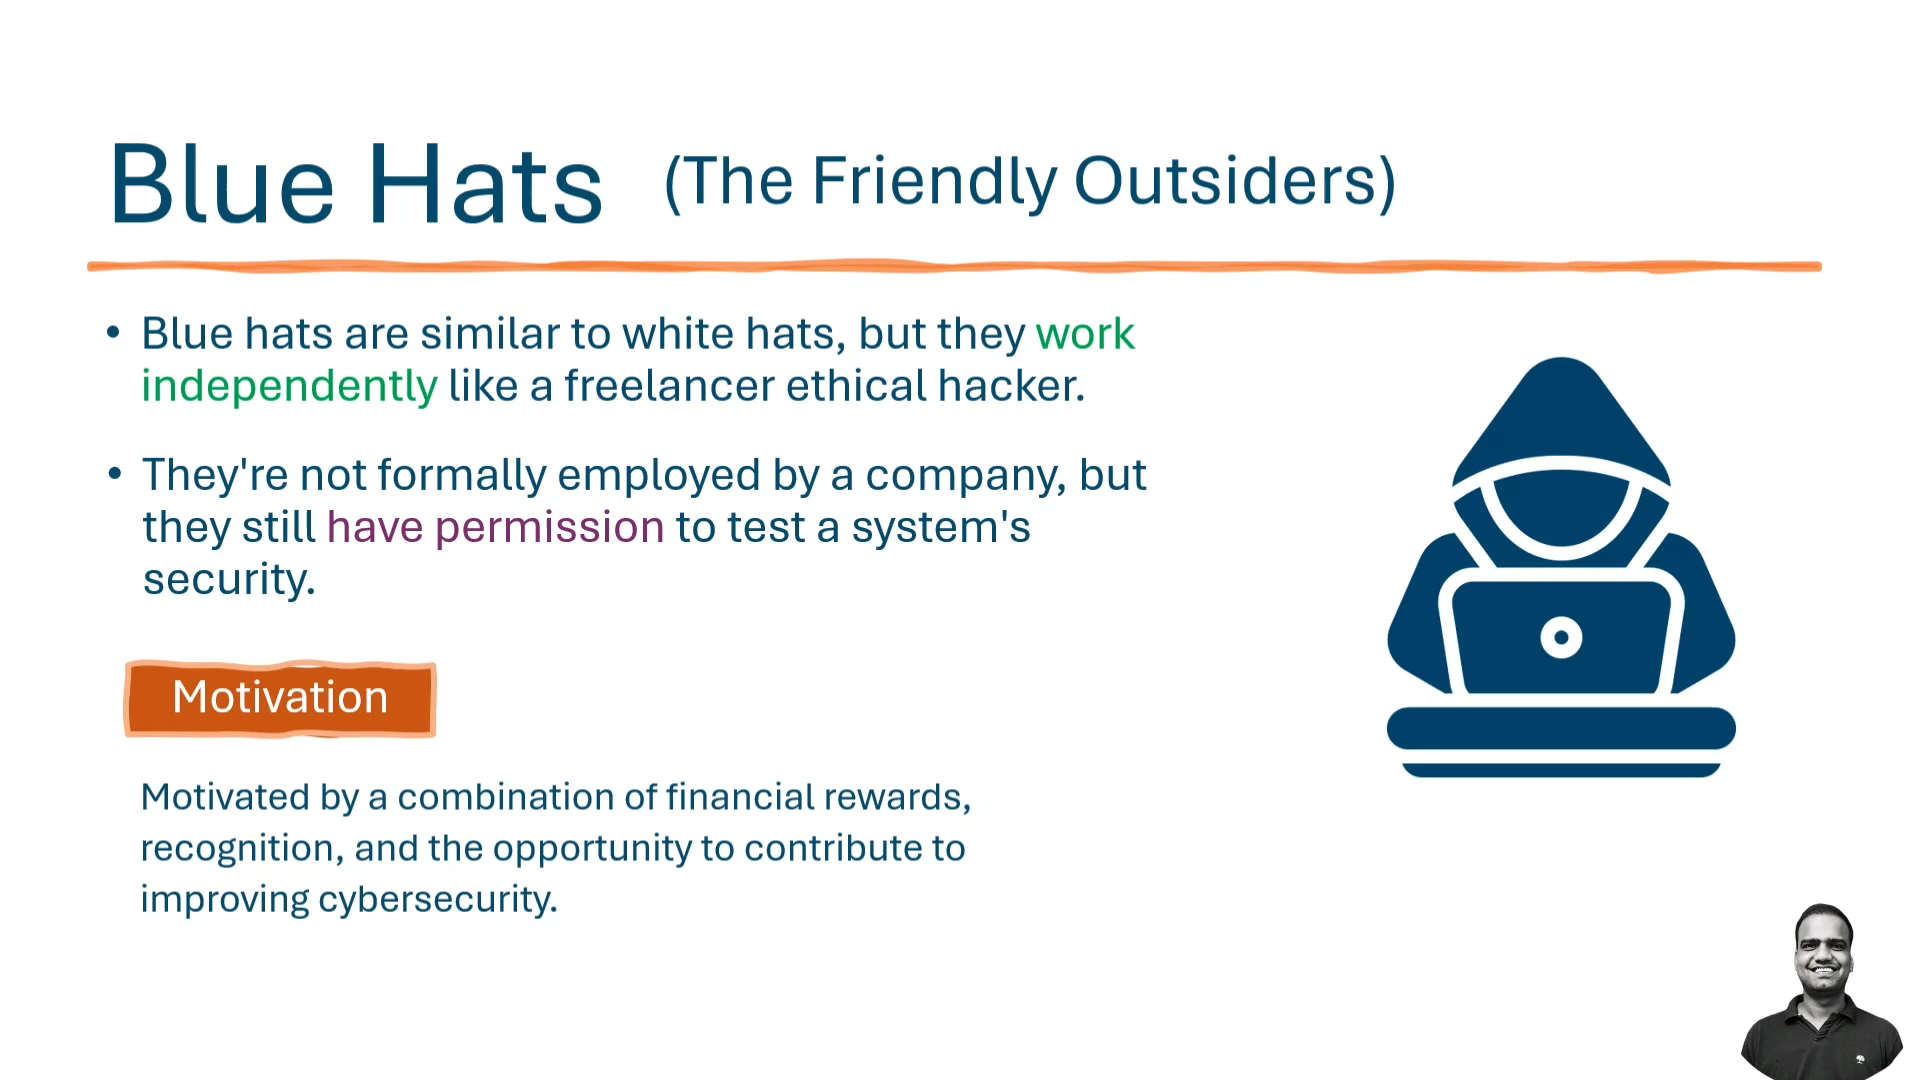 Blue Hats (The Friendly Outsiders)
• Blue hats are similar to white hats, but they work
independently like a freelancer ethical hacker.
• They're not formally employed by a company, but
they still have permission to test a system's
security.
Motivation
Motivated by a combination of financial rewards,
recognition, and the opportunity to contribute to
improving cybersecurity.